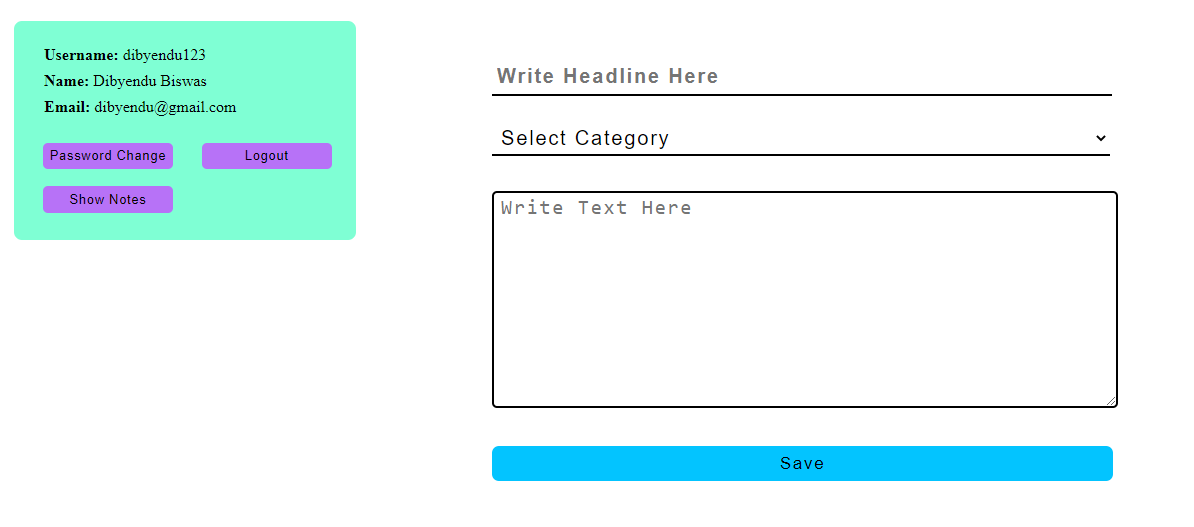 Username: dibyendu123
Name: Dibyendu Biswas
Email: dibyendu@gmail.com
Password Change
Logout
Show Notes
Write Headline Here
Select Category
Write Text Here
Save